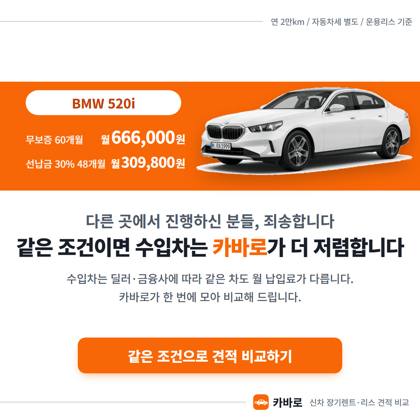 연 2만km / 자동차세 별도 / 운용리스 기준
BMW 520i
무보증 60개월 월 666,000원
선납금 30% 48개월 월 309,800원
다른 곳에서 진행하신 분들, 죄송합니다
같은 조건이면 수입차는 카바로가 더 저렴합니다
수입차는 딜러·금융사에 따라 같은 차도 월 납입료가 다릅니다.
카바로가 한 번에 모아 비교해 드립니다.
같은 조건으로 견적 비교하기
카바로 신차 장기렌트·리스 견적 비교